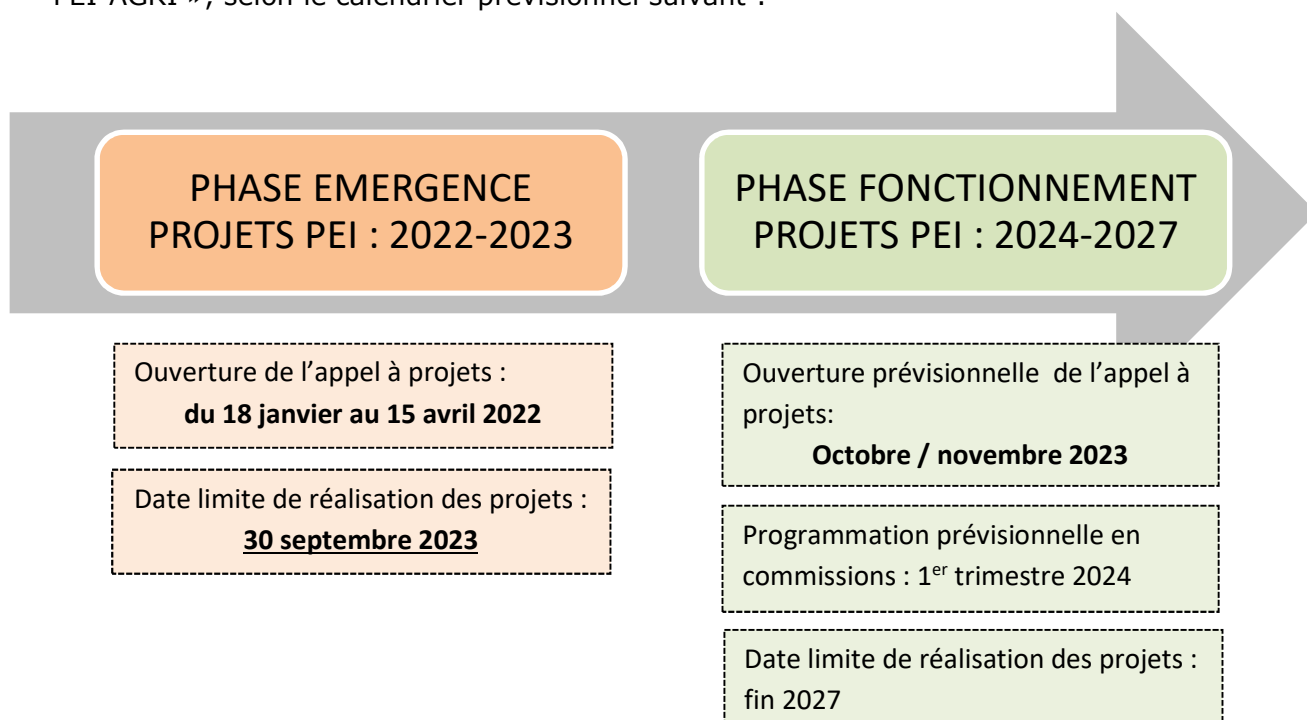 PEI-AGRI », selon le calendrier prévisionnel suivant :
PHASE EMERGENCE
PROJETS PEI : 2022-2023
PHASE FONCTIONNEMENT
PROJETS PEI : 2024-2027
Ouverture de l’appel à projets :
du 18 janvier au 15 avril 2022
Date limite de réalisation des projets :
30 septembre 2023
Ouverture prévisionnelle de l’appel à
projets:
Octobre / novembre 2023
Programmation prévisionnelle en
commissions : 1er trimestre 2024
Date limite de réalisation des projets :
fin 2027